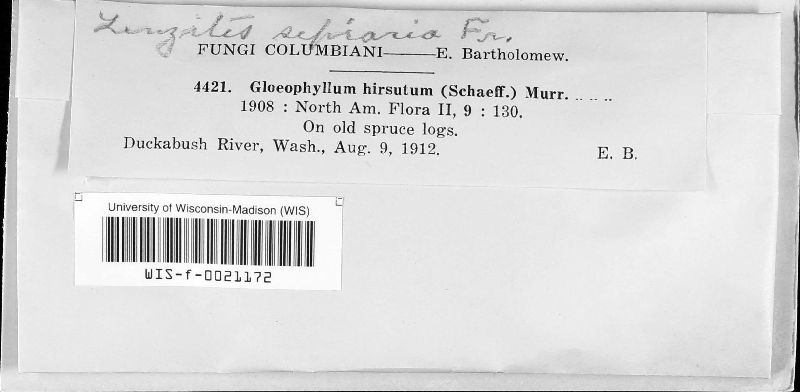 Lenzites sepiaria Fr.
FUNGI COLUMBIANI——E. Bartholomew.
4421. Gloeophyllum hirsutum (Schaeff.) Murr. .. .. ..
1908 : North Am. Flora II, 9 : 130.
On old spruce logs.
Duckabush River, Wash., Aug. 9, 1912. E. B.
University of Wisconsin-Madison (WIS)
WIS-f-0021172